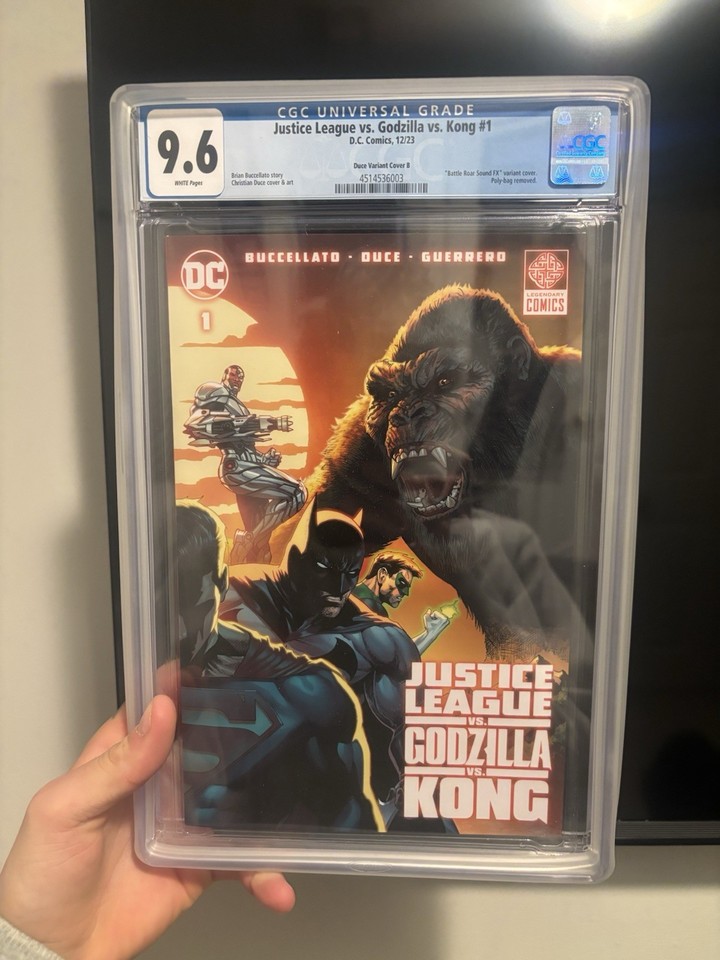 CGC UNIVERSAL GRADE
9.6
WHITE Pages
Justice League vs. Godzilla vs. Kong #1
D.C. Comics, 12/23
Duce Variant Cover B
Brian Buccellato story
Christian Duce cover & art
4514536003
"Battle Roar Sound FX" variant cover.
Poly-bag removed.
CGC
DC
1
BUCCELLATO · DUCE · GUERRERO
LEGENDARY
COMICS
S
JUSTICE
LEAGUE
VS.
GODZILLA
VS.
KONG